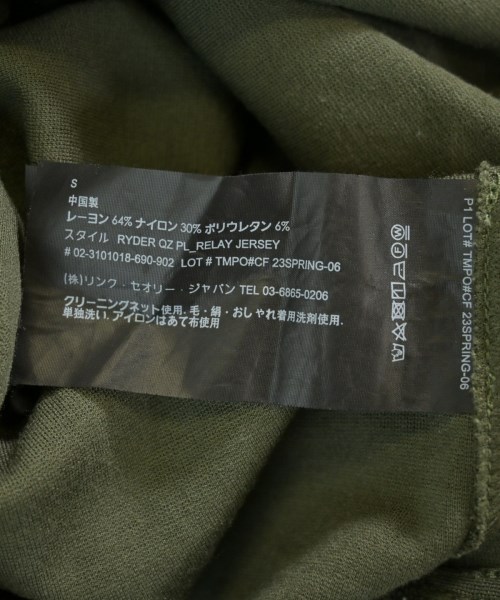 S
中国製
レーヨン 64% ナイロン 30% ポリウレタン 6%
スタイル RYDER QZ PL_RELAY JERSEY
# 02-3101018-690-902 LOT # TMPO#CF 23SPRING-06
(株)リンク・セオリー・ジャパン TEL 03-6865-0206
クリーニングネット使用．毛・絹・おしゃれ着用洗剤使用．
単独洗い．アイロンはあて布使用
P1 LOT# TMPO#CF 23SPRING-06